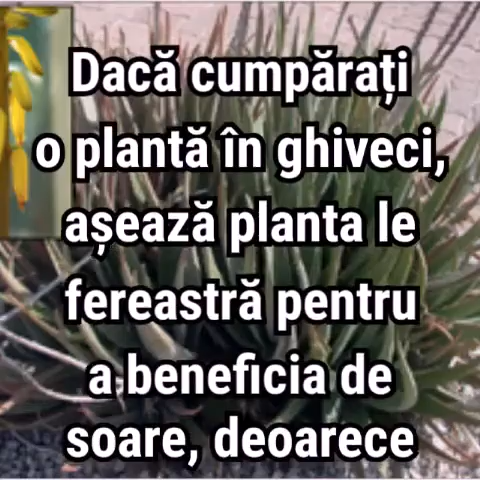 Dacă cumpărați
o plantă în ghiveci,
așează planta le
fereastră pentru
a beneficia de
soare, deoarece